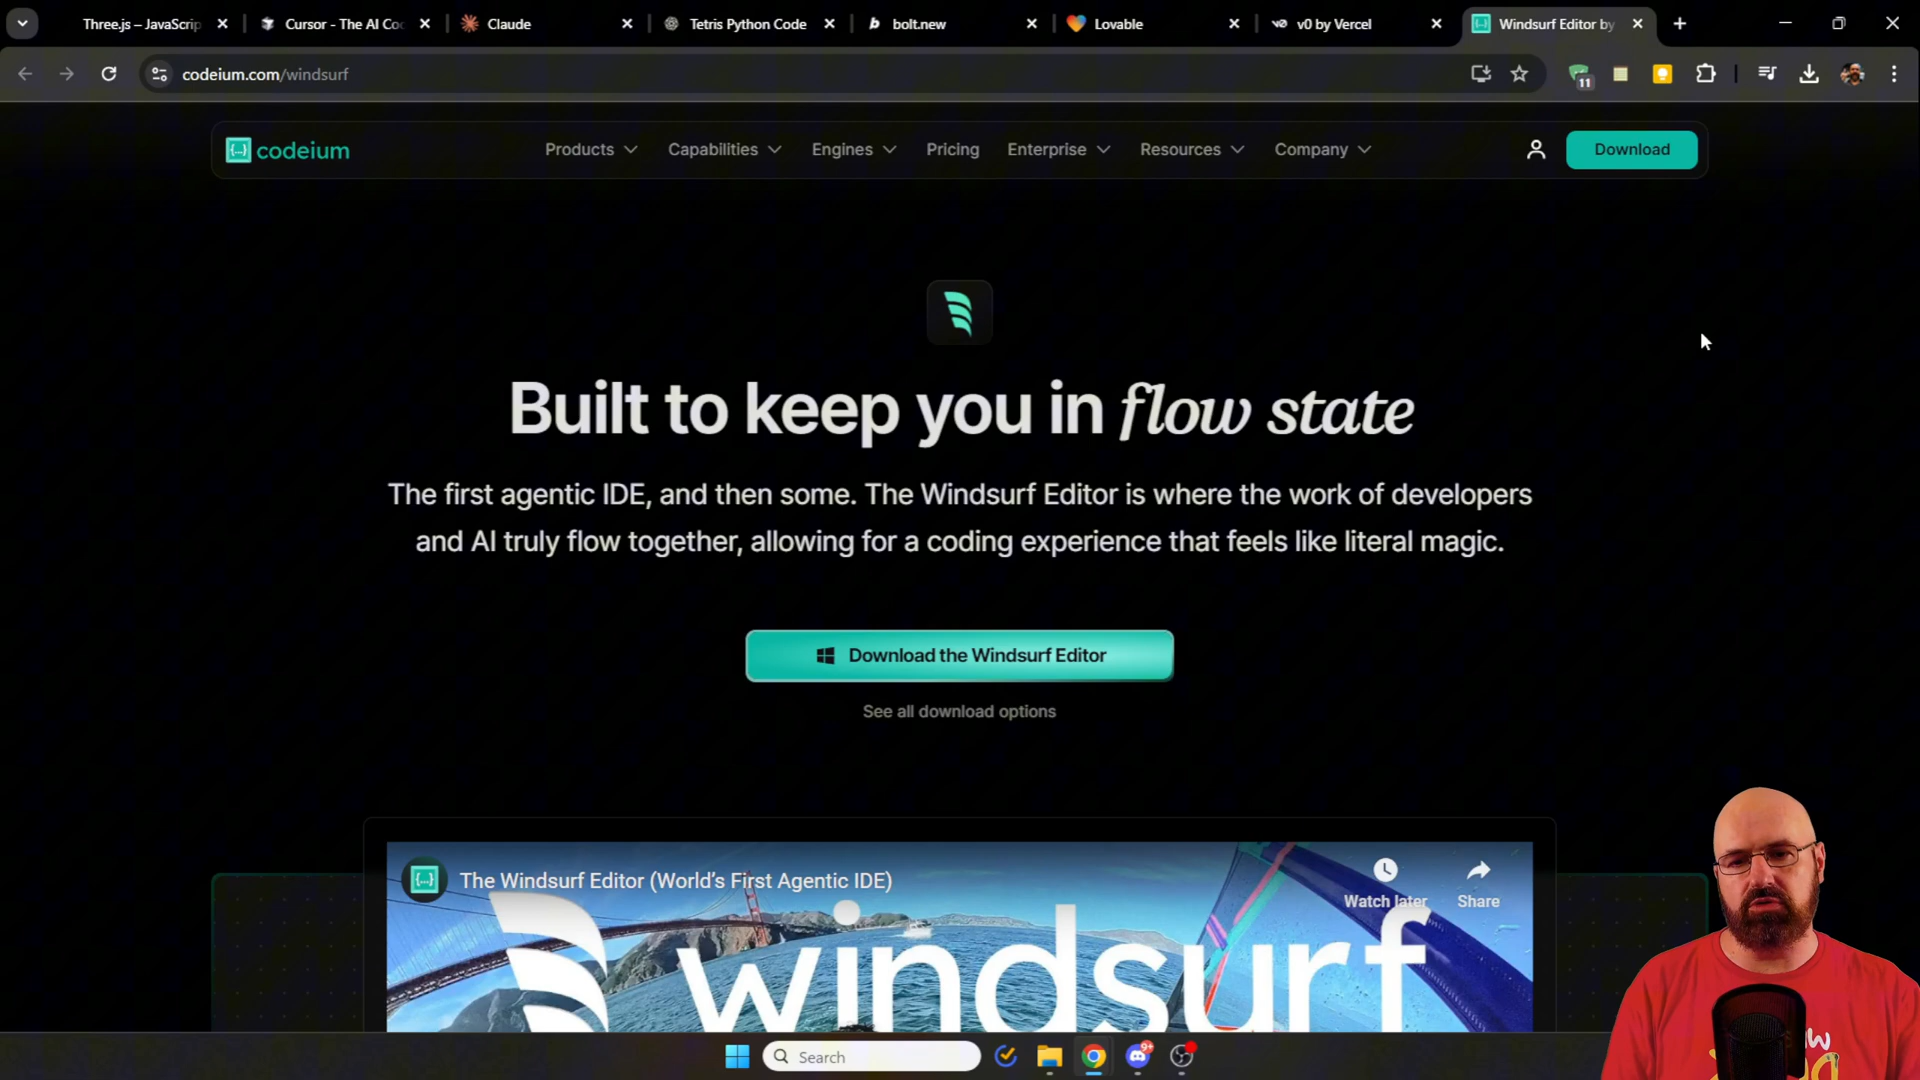 Three.js – JavaScrip
Cursor - The AI Co
Claude
Tetris Python Code
bolt.new
Lovable
v0 by Vercel
Windsurf Editor by
codeium.com/windsurf
11
{...} codeium
Products
Capabilities
Engines
Pricing
Enterprise
Resources
Company
Download
Built to keep you in flow state
The first agentic IDE, and then some. The Windsurf Editor is where the work of developers
and AI truly flow together, allowing for a coding experience that feels like literal magic.
Download the Windsurf Editor
See all download options
{...}
The Windsurf Editor (World's First Agentic IDE)
Watch later
Share
windsurf
Search
9+